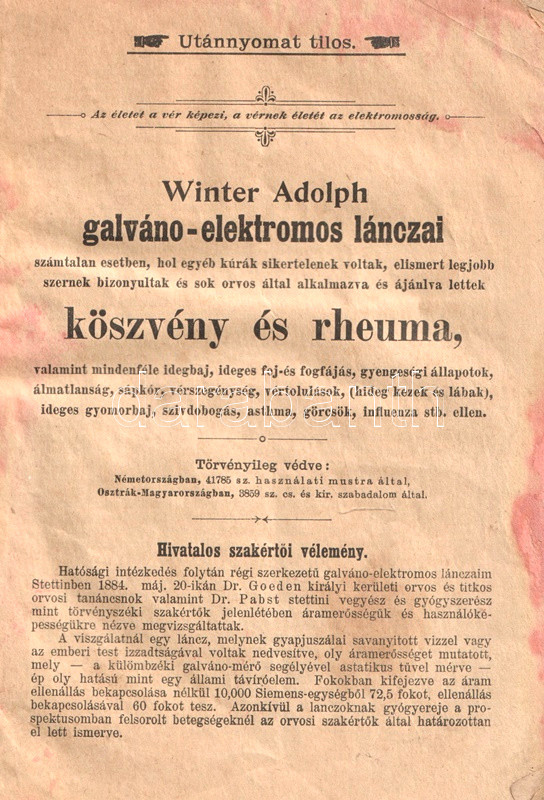 Utánnyomat tilos.
Az életet a vér képezi, a vérnek életét az elektromosság.
Winter Adolph
galváno-elektromos lánczai
számtalan esetben, hol egyéb kúrák sikertelenek voltak, elismert legjobb
szernek bizonyultak és sok orvos által alkalmazva és ájánlva lettek
köszvény és rheuma,
valamint mindenféle idegbaj, ideges fej-és fogfájás, gyengeségi állapotok,
álmatlanság, sápkór, vérszegénység, vértolulások, (hideg kezek és lábak),
ideges gyomorbaj, szívdobogás, asthma, görcsök, influenza stb. ellen.
Törvényileg védve:
Németországban, 41785 sz. használati mustra által,
Osztrák-Magyarországban, 3859 sz. cs. és kir. szabadalom által.
Hivatalos szakértöi vélemény.
Hatósági intézkedés folytán régi szerkezetű galváno-elektromos lánczaim
Stettinben 1884. máj. 20-ikán Dr. Goeden királyi kerületi orvos és titkos
orvosi tanácsnok valamint Dr. Pabst stettini vegyész és gyógyszerész
mint törvényszéki szakértők jelenlétében áramerősségük és használóké-
pességükre nézve megvizsgáltattak.
A viszgálatnál egy láncz, melynek gyapjuszálai savanyitott vizzel vagy
az emberi test izzadtságával voltak nedvesitve, oly áramerősséget mutatott,
mely — a külömbzéki galváno-mérő segélyével astatikus tüvel mérve —
ép oly hatású mint egy állami távíróelem. Fokokban kifejezve az áram
ellenállás bekapcsolása nélkül 10,000 Siemens-egységből 72,5 fokot, ellenállás
bekapcsolásával 60 fokot tesz. Azonkívül a lanczoknak gyógyereje a pro-
spektusomban felsorolt betegségeknél az orvosi szakértők által határozottan
el lett ismerve.
darabanth